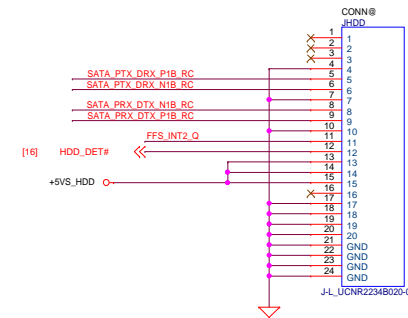 CONN@
JHDD
1 1
2 2
3 3
4 4
SATA_PTX_DRX_P1B_RC 5 5
SATA_PTX_DRX_N1B_RC 6 6
7 7
SATA_PRX_DTX_N1B_RC 8 8
SATA_PRX_DTX_P1B_RC 9 9
10 10
FFS_INT2_Q 11 11
[16] HDD_DET# 12 12
13 13
14 14
+5VS_HDD 15 15
16 16
17 17
18 18
19 19
20 20
21 GND
22 GND
23 GND
24 GND
J-L_UCNR2234B020-0